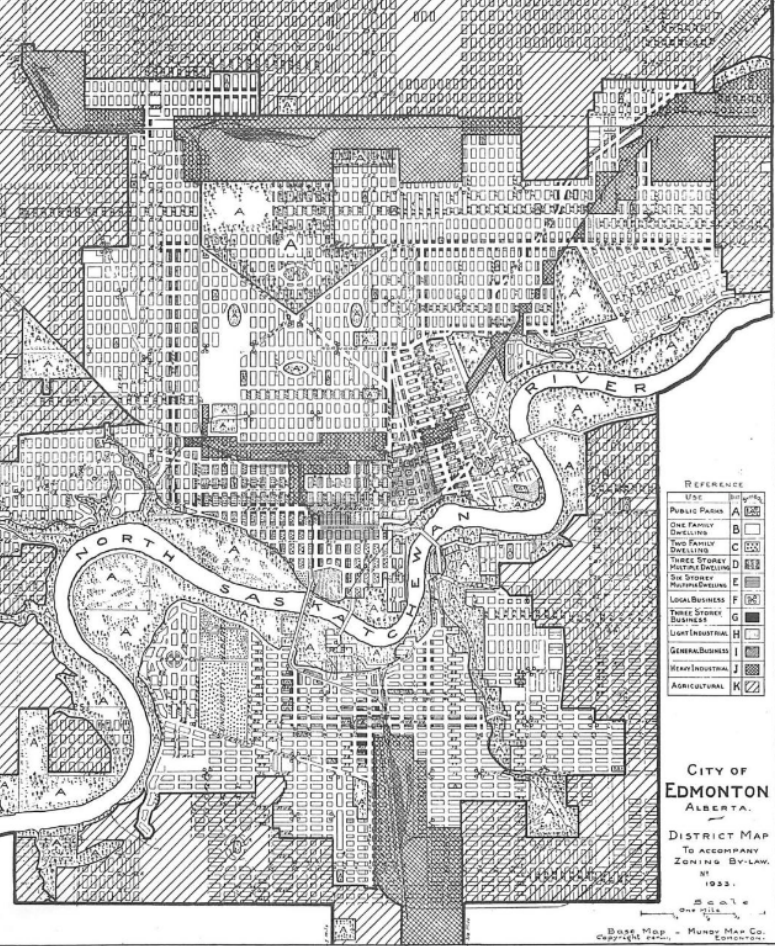 RIVER
NORTH SASKATCHEWAN
REFERENCE
USE
PUBLIC PARKS A
ONE FAMILY
DWELLING B
TWO FAMILY
DWELLING C
THREE STOREY
MULTIPLE DWELLING D
SIX STOREY
MULTIPLE DWELLING E
LOCAL BUSINESS F
THREE STOREY
BUSINESS G
LIGHT INDUSTRIAL H
GENERAL BUSINESS I
HEAVY INDUSTRIAL J
AGRICULTURAL K
CITY OF
EDMONTON
ALBERTA.
DISTRICT MAP
TO ACCOMPANY
ZONING BY-LAW.
Nº
1933.
Scale
One Mile
Base Map - MUNDY MAP CO.
Copyright EDMONTON.